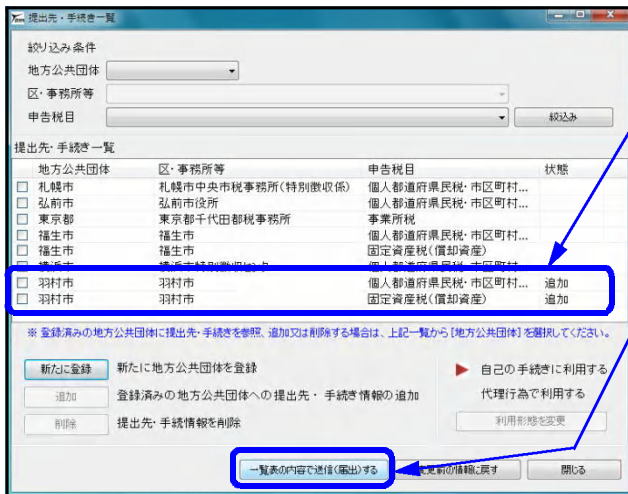 提出先・手続き一覧
絞り込み条件
地方公共団体
区・事務所等
申告税目
絞込み
提出先・手続き一覧
地方公共団体 区・事務所等 申告税目 状態
札幌市 札幌市中央市税事務所(特別徴収係) 個人都道府県民税・市区町村...
弘前市 弘前市役所 個人都道府県民税・市区町村...
東京都 東京都千代田都税事務所 事業所税
福生市 福生市 個人都道府県民税・市区町村...
福生市 福生市 固定資産税(償却資産)
羽村市 羽村市 個人都道府県民税・市区町村... 追加
羽村市 羽村市 固定資産税(償却資産) 追加
※ 登録済みの地方公共団体に提出先・手続きを参照、追加又は削除する場合は、上記一覧から[地方公共団体]を選択してください。
新たに登録 新たに地方公共団体を登録
自己の手続きに利用する
追加 登録済みの地方公共団体への提出先・ 手続き情報の追加
代理行為で利用する
削除 提出先・手続情報を削除
利用形態を変更
一覧表の内容で送信(届出)する 変更前の情報に戻す 閉じる